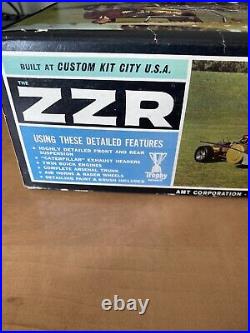 BUILT AT CUSTOM KIT CITY U.S.A.
THE
ZZR
USING THESE DETAILED FEATURES
• HIGHLY DETAILED FRONT AND REAR
SUSPENSION
• "CATERPILLAR" EXHAUST HEADERS
• TWIN BUICK ENGINES
• COMPLETE ARSENAL TRUNK
• AIR HORNS & RADER WHEELS
• DETAILING PAINT & BRUSH INCLUDED
Trophy
SERIES
AMT CORPORATION